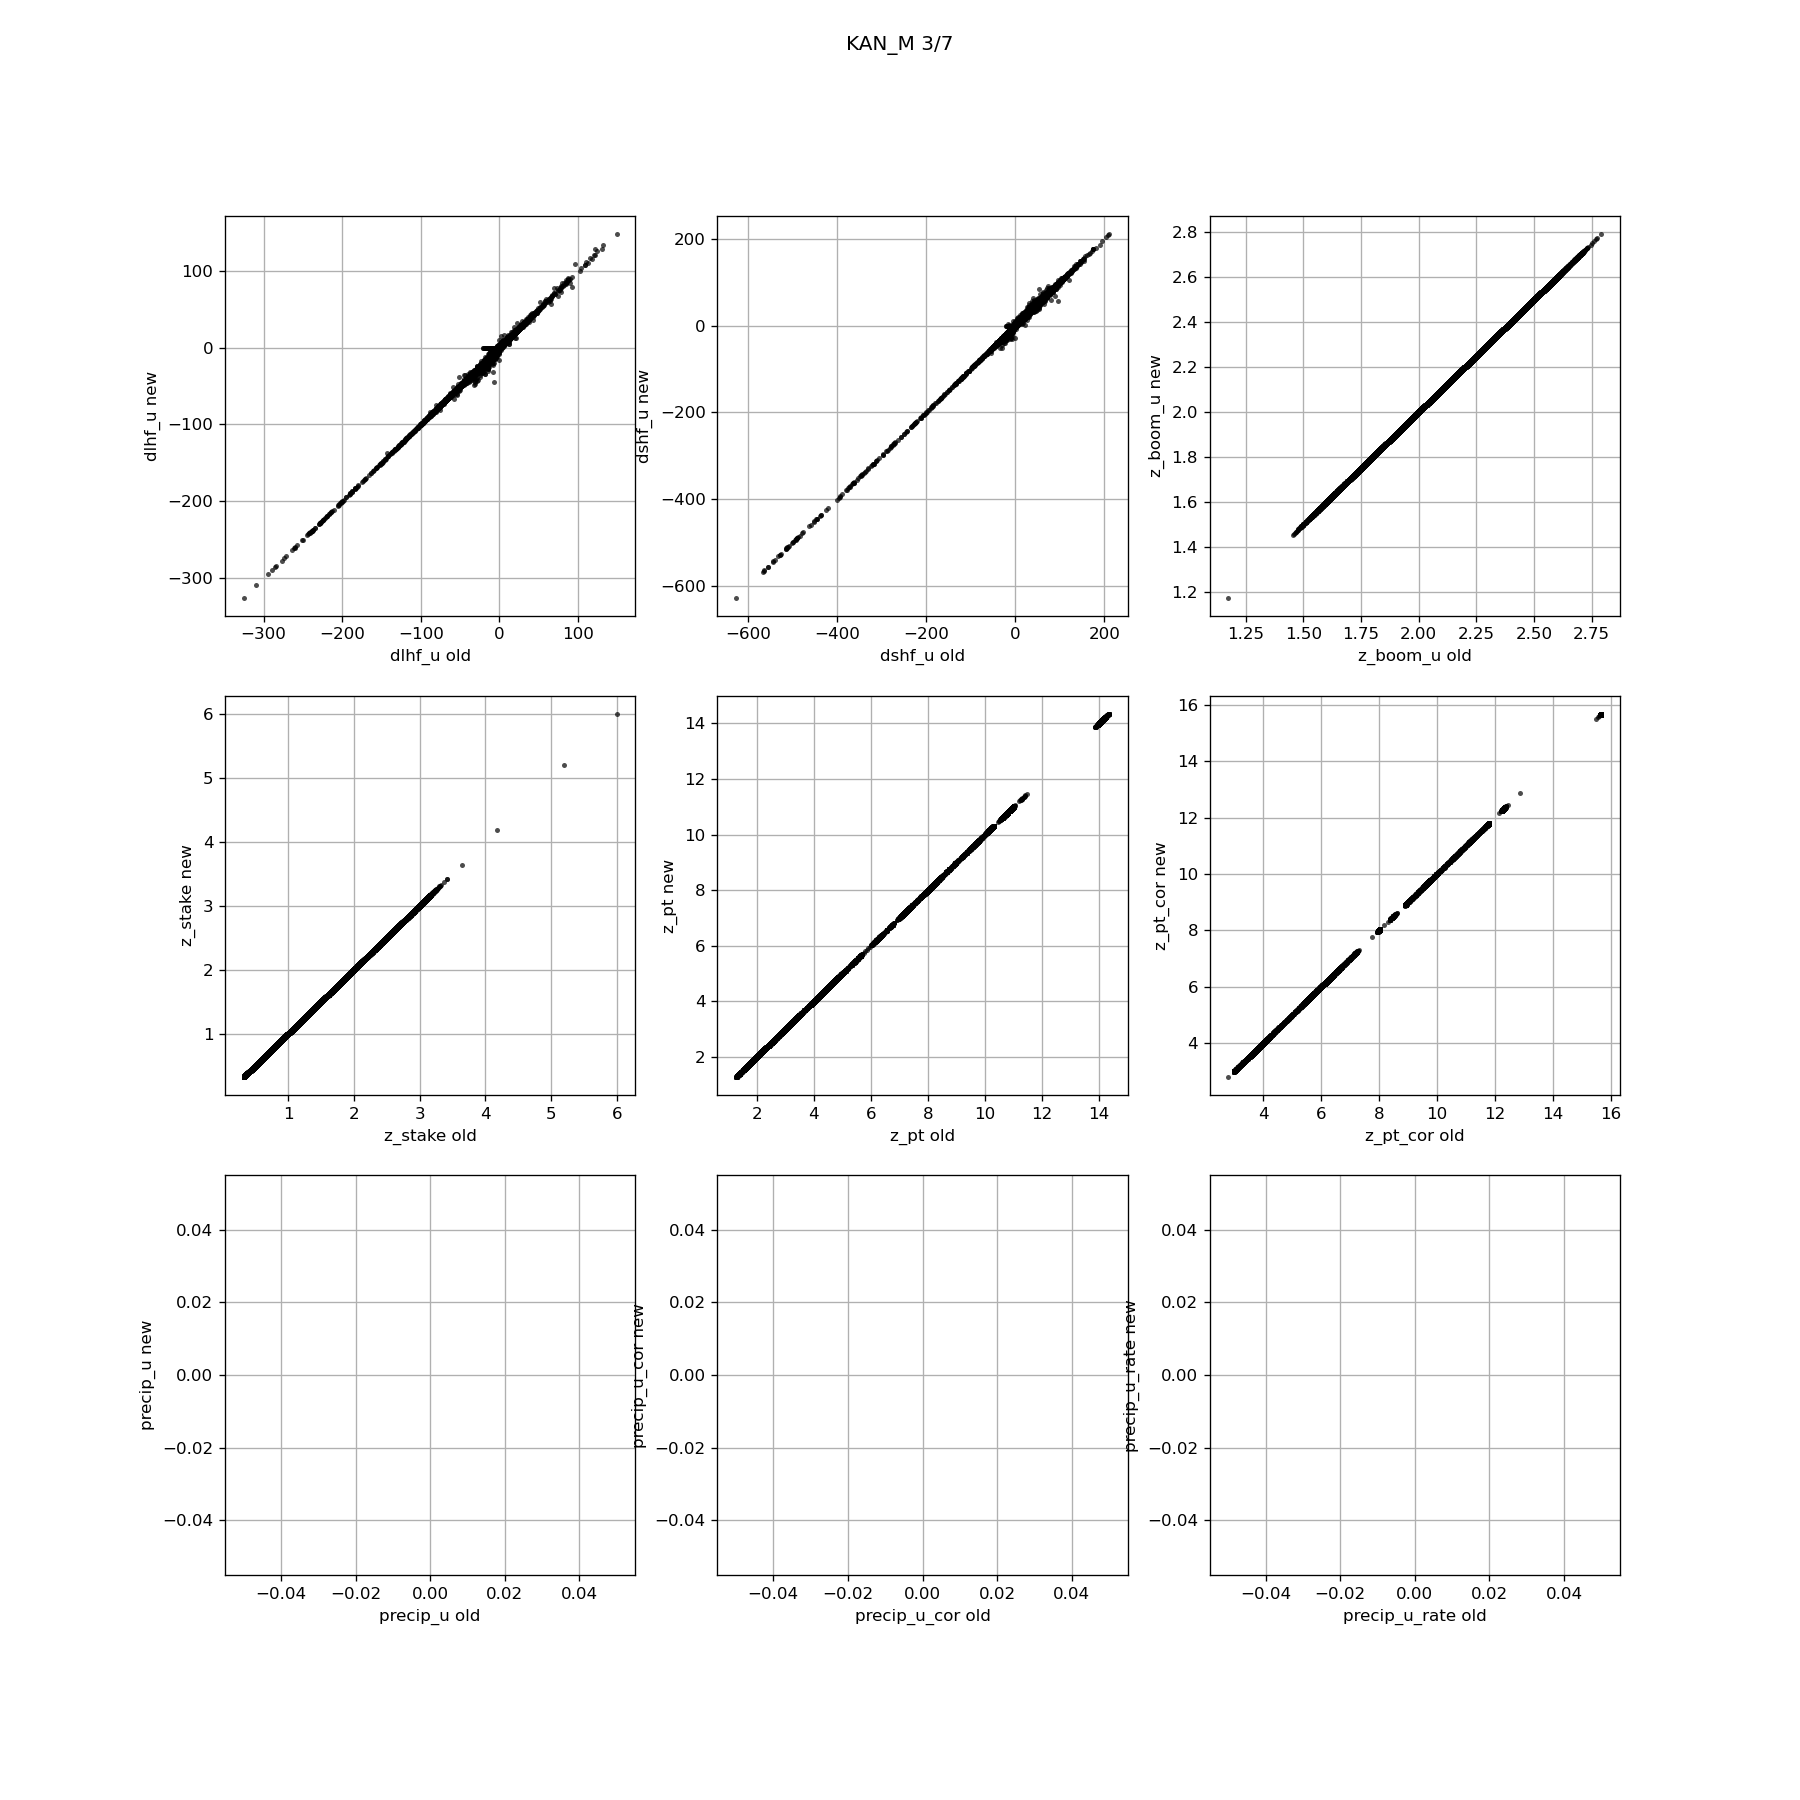 KAN_M 3/7
100
0
−100
−200
−300
dlhf_u new
−300 −200 −100 0 100
dlhf_u old
200
0
−200
−400
−600
dshf_u new
−600 −400 −200 0 200
dshf_u old
2.8
2.6
2.4
2.2
2.0
1.8
1.6
1.4
1.2
z_boom_u new
1.25 1.50 1.75 2.00 2.25 2.50 2.75
z_boom_u old
6
5
4
3
2
1
z_stake new
1 2 3 4 5 6
z_stake old
14
12
10
8
6
4
2
z_pt new
2 4 6 8 10 12 14
z_pt old
16
14
12
10
8
6
4
z_pt_cor new
4 6 8 10 12 14 16
z_pt_cor old
0.04
0.02
0.00
−0.02
−0.04
precip_u new
−0.04 −0.02 0.00 0.02 0.04
precip_u old
0.04
0.02
0.00
−0.02
−0.04
precip_u_cor new
−0.04 −0.02 0.00 0.02 0.04
precip_u_cor old
0.04
0.02
0.00
−0.02
−0.04
precip_u_rate new
−0.04 −0.02 0.00 0.02 0.04
precip_u_rate old